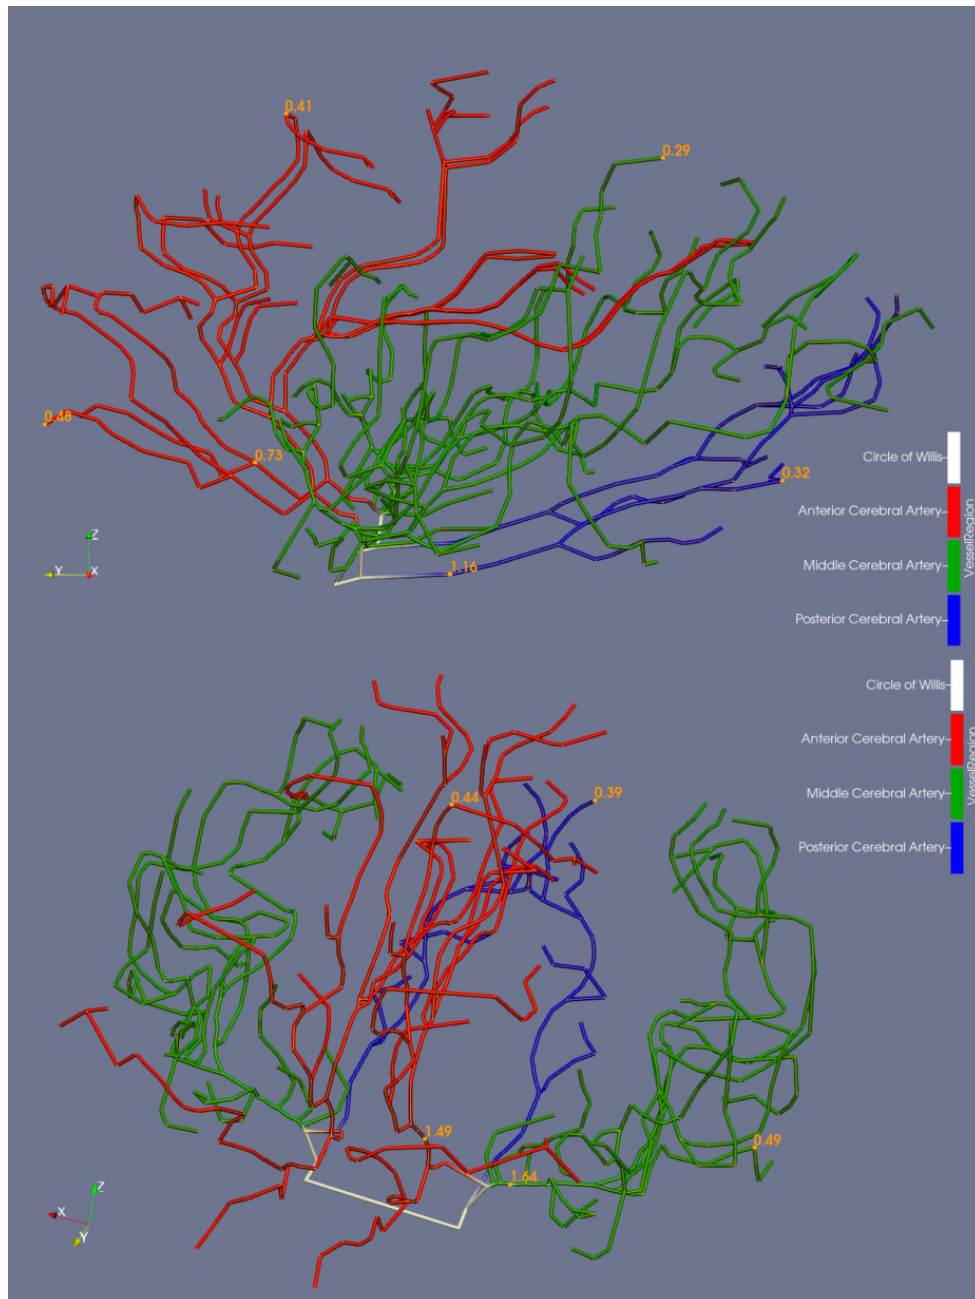 0.41
0.29
0.48
0.73
0.32
1.16
Z
Y
X
Circle of Willis
Anterior Cerebral Artery
Middle Cerebral Artery
Posterior Cerebral Artery
VesselRegion
Circle of Willis
Anterior Cerebral Artery
Middle Cerebral Artery
Posterior Cerebral Artery
VesselRegion
0.44
0.39
1.49
0.49
1.64
Z
X
Y